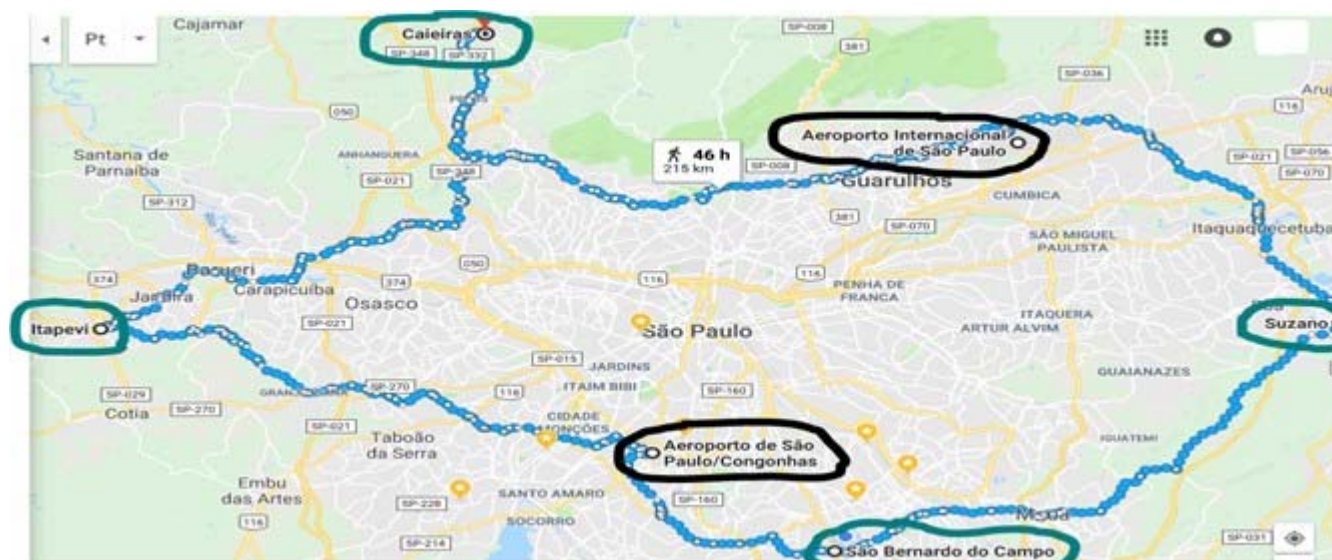 Cajamar
SP-008
Pt
Caieiras
381
SP-348
SP-332
SP-036
Aruj
116
050
Aeroporto Internacional
de São Paulo
46 h
215 km
SP-008
Santana de
Parnaíba
ANHANGUERA
SP-021
SP-348
SP-021
SP-056
SP-070
Guarulhos
CUMBICA
SP-312
381
SP-070
SÃO MIGUEL
PAULISTA
Itaquaquecetuba
050
374
Barueri
116
116
Jandira
Carapicuíba
374
PENHA DE
FRANCA
Osasco
Itapevi
SP-021
São Paulo
ITAQUERA
ARTUR ALVIM
Suzano
SP-015
JARDINS
ITAIM BIBI
GUAIANAZES
SP-029
SP-270
116
SP-160
Cotia
SP-270
CIDADE
MONÇÕES
SP-021
Taboão
da Serra
Aeroporto de São
Paulo/Congonhas
IGUATEMI
Embu
das Artes
SP-228
SANTO AMARO
SP-160
116
SOCORRO
Mauá
SP-214
São Bernardo do Campo
SP-031